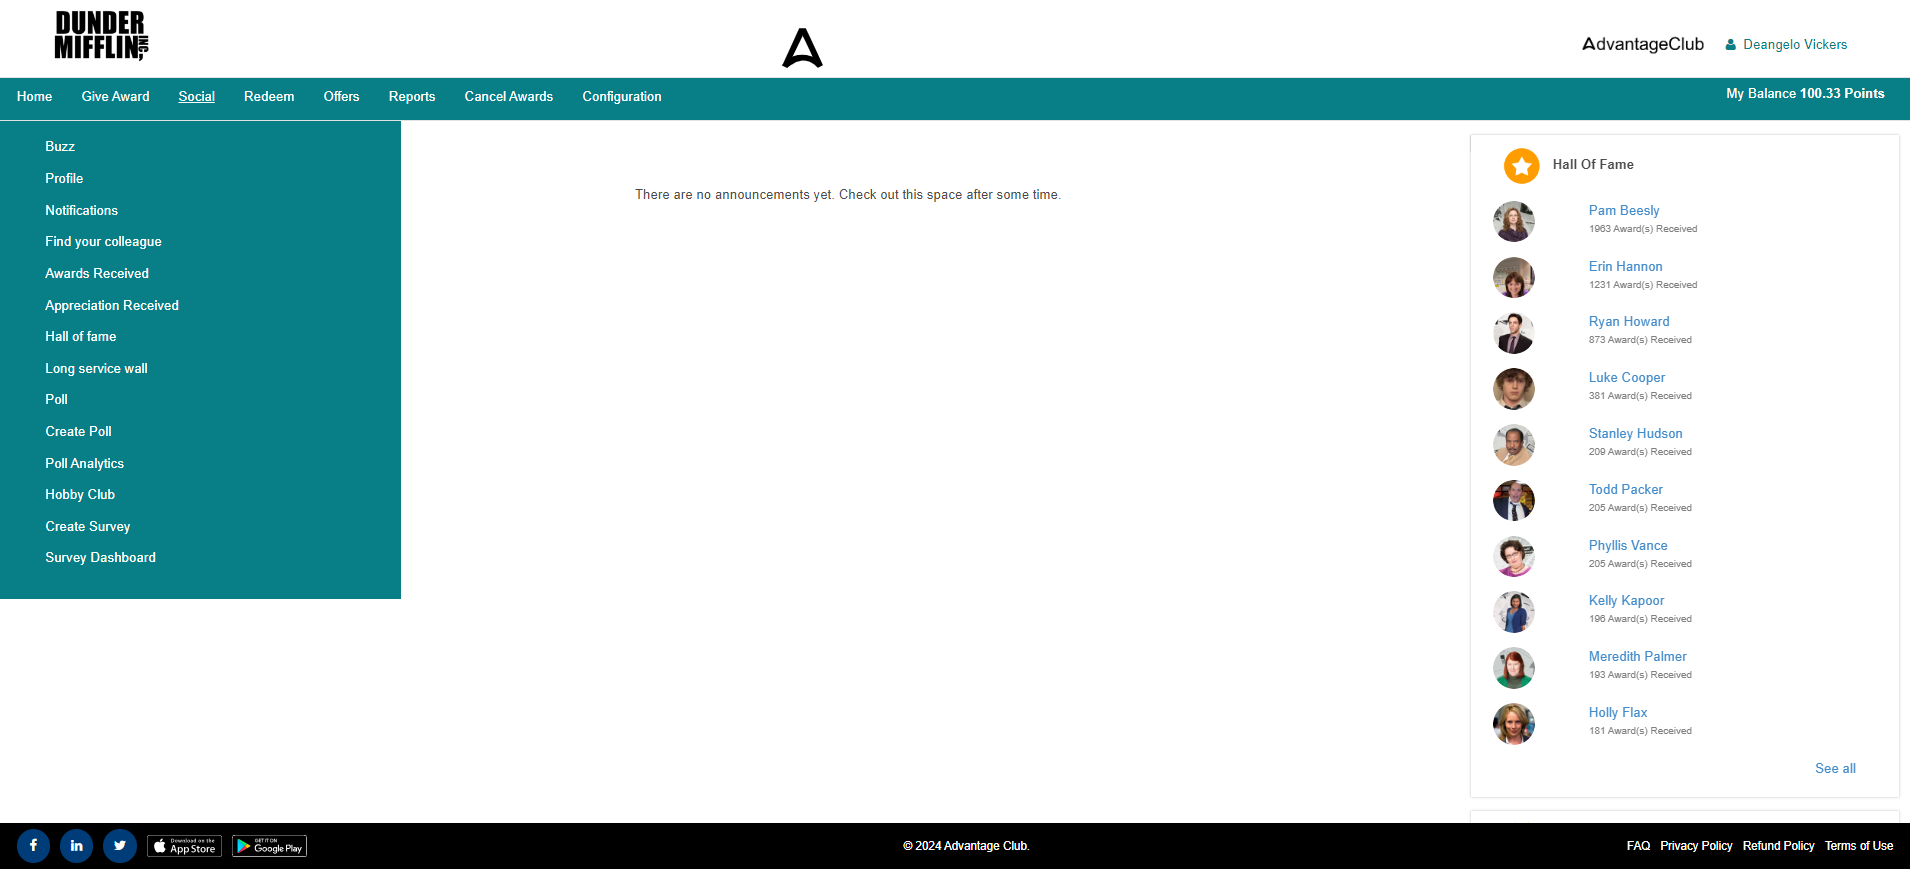 DUNDER
MIFFLIN INC,
AdvantageClub
Deangelo Vickers
Home
Give Award
Social
Redeem
Offers
Reports
Cancel Awards
Configuration
My Balance 100.33 Points
Buzz
Profile
Notifications
Find your colleague
Awards Received
Appreciation Received
Hall of fame
Long service wall
Poll
Create Poll
Poll Analytics
Hobby Club
Create Survey
Survey Dashboard
There are no announcements yet. Check out this space after some time.
Hall Of Fame
Pam Beesly
1963 Award(s) Received
Erin Hannon
1231 Award(s) Received
Ryan Howard
873 Award(s) Received
Luke Cooper
381 Award(s) Received
Stanley Hudson
209 Award(s) Received
Todd Packer
205 Award(s) Received
Phyllis Vance
205 Award(s) Received
Kelly Kapoor
196 Award(s) Received
Meredith Palmer
193 Award(s) Received
Holly Flax
181 Award(s) Received
See all
Download on the
App Store
GET IT ON
Google Play
© 2024 Advantage Club.
FAQ
Privacy Policy
Refund Policy
Terms of Use